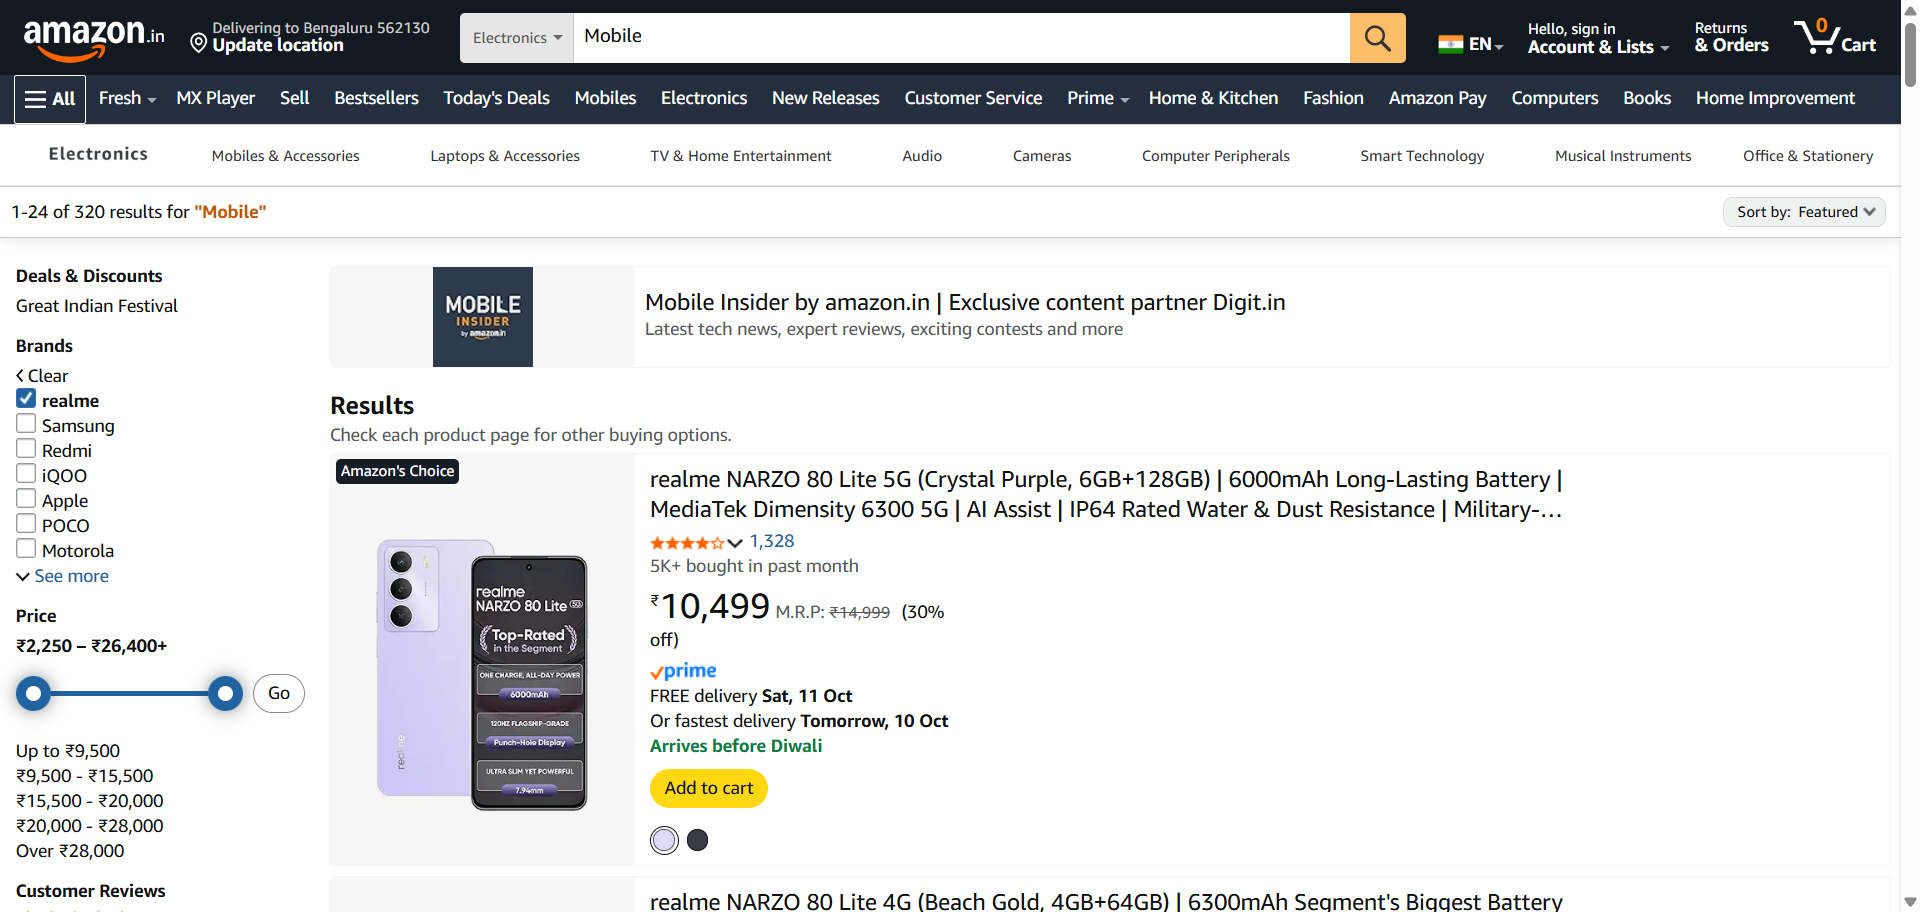 amazon.in
Delivering to Bengaluru 562130
Update location
Electronics
Mobile
EN
Hello, sign in
Account & Lists
Returns
& Orders
0
Cart
All
Fresh
MX Player
Sell
Bestsellers
Today's Deals
Mobiles
Electronics
New Releases
Customer Service
Prime
Home & Kitchen
Fashion
Amazon Pay
Computers
Books
Home Improvement
Electronics
Mobiles & Accessories
Laptops & Accessories
TV & Home Entertainment
Audio
Cameras
Computer Peripherals
Smart Technology
Musical Instruments
Office & Stationery
1-24 of 320 results for "Mobile"
Sort by: Featured
Deals & Discounts
Great Indian Festival
Brands
Clear
realme
Samsung
Redmi
iQOO
Apple
POCO
Motorola
See more
Price
₹2,250 – ₹26,400+
Go
Up to ₹9,500
₹9,500 - ₹15,500
₹15,500 - ₹20,000
₹20,000 - ₹28,000
Over ₹28,000
Customer Reviews
MOBILE
INSIDER
by amazon.in
Mobile Insider by amazon.in | Exclusive content partner Digit.in
Latest tech news, expert reviews, exciting contests and more
Results
Check each product page for other buying options.
Amazon's Choice
realme
realme
NARZO 80 Lite 5G
Top-Rated
in the Segment
ONE CHARGE, ALL-DAY POWER
6000mAh
120HZ FLAGSHIP-GRADE
Punch-Hole Display
ULTRA SLIM YET POWERFUL
7.94mm
realme NARZO 80 Lite 5G (Crystal Purple, 6GB+128GB) | 6000mAh Long-Lasting Battery |
MediaTek Dimensity 6300 5G | AI Assist | IP64 Rated Water & Dust Resistance | Military-…
1,328
5K+ bought in past month
₹10,499 M.R.P: ₹14,999 (30%
off)
prime
FREE delivery Sat, 11 Oct
Or fastest delivery Tomorrow, 10 Oct
Arrives before Diwali
Add to cart
realme NARZO 80 Lite 4G (Beach Gold, 4GB+64GB) | 6300mAh Segment's Biggest Battery